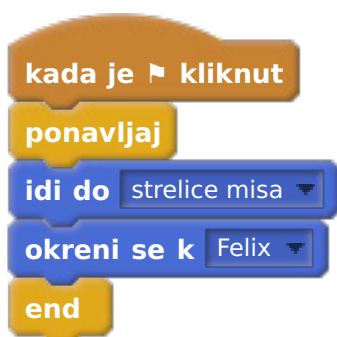 kada je ⚑ kliknut
ponavljaj
idi do strelice misa
okreni se k Felix
end